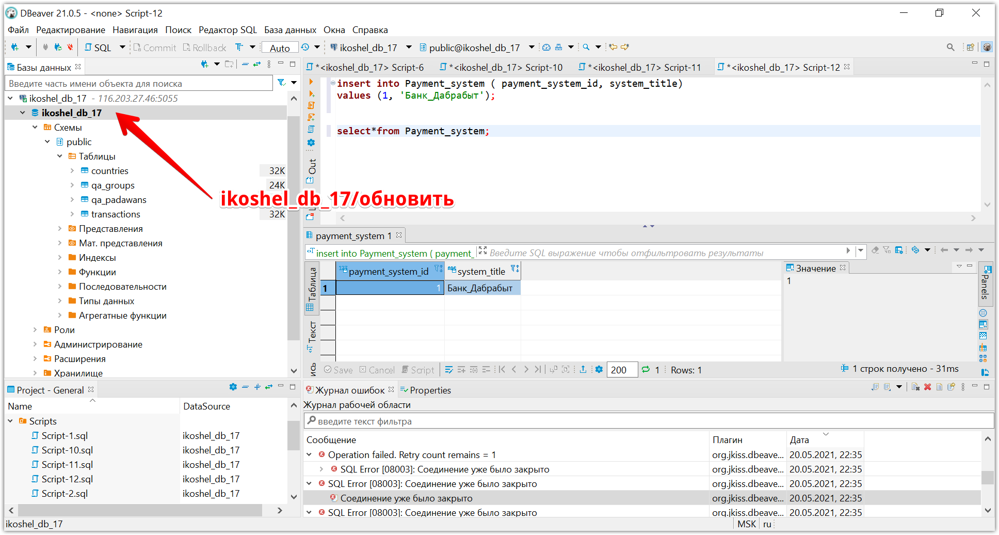 DBeaver 21.0.5 - <none> Script-12
Файл Редактирование Навигация Поиск Редактор SQL База данных Окна Справка
SQL Commit Rollback Auto ikoshel_db_17 public@ikoshel_db_17
Базы данных
Введите часть имени объекта для поиска
ikoshel_db_17 - 116.203.27.46:5055
ikoshel_db_17
Схемы
public
Таблицы
countries 32K
qa_groups 24K
qa_padawans
transactions 32K
Представления
Мат. представления
Индексы
Функции
Последовательности
Типы данных
Агрегатные функции
Роли
Администрирование
Расширения
Хранилище
ikoshel_db_17/обновить
*<ikoshel_db_17> Script-6 *<ikoshel_db_17> Script-10 *<ikoshel_db_17> Script-11 *<ikoshel_db_17> Script-12
insert into Payment_system ( payment_system_id, system_title)
values (1, 'Банк_Дабрабыт');
select*from Payment_system;
Out
payment_system 1
insert into Payment_system ( payment_ Введите SQL выражение чтобы отфильтровать результаты
Таблица
Текст
payment_system_id system_title
1 1 Банк_Дабрабыт
Значение
1
Panels
Save Cancel Script 200 1 Rows: 1 1 строк получено - 31ms
Project - General
Name DataSource
Scripts
Script-1.sql ikoshel_db_17
Script-10.sql ikoshel_db_17
Script-11.sql ikoshel_db_17
Script-12.sql ikoshel_db_17
Script-2.sql ikoshel_db_17
Журнал ошибок Properties
Журнал рабочей области
введите текст фильтра
Сообщение Плагин Дата
Operation failed. Retry count remains = 1 org.jkiss.dbeave... 20.05.2021, 22:35
SQL Error [08003]: Соединение уже было закрыто org.jkiss.dbeave... 20.05.2021, 22:35
SQL Error [08003]: Соединение уже было закрыто org.jkiss.dbeave... 20.05.2021, 22:35
Соединение уже было закрыто org.jkiss.dbeave... 20.05.2021, 22:35
SQL Error [08003]: Соединение уже было закрыто org.jkiss.dbeave... 20.05.2021, 22:35
ikoshel_db_17 MSK ru